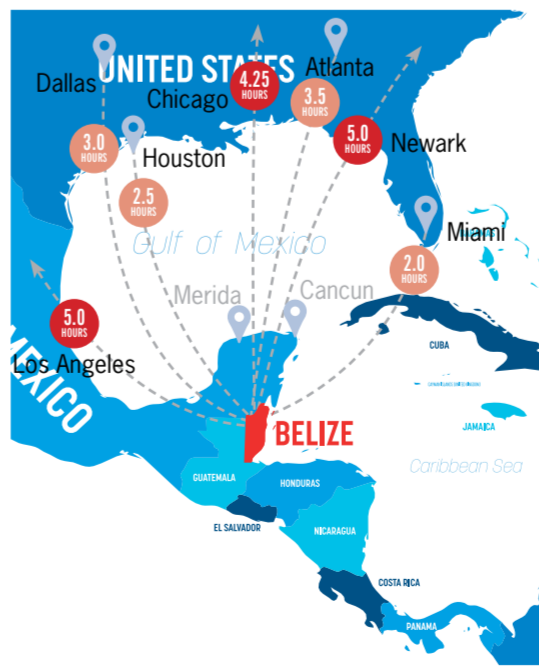 UNITED STATES
Atlanta
Dallas
4.25
HOURS
Chicago
3.5
HOURS
3.0
HOURS
5.0
HOURS
Newark
Houston
2.5
HOURS
Miami
Gulf of Mexico
2.0
HOURS
Merida
Cancun
5.0
HOURS
CUBA
Los Angeles
MEXICO
JAMAICA
BELIZE
Caribbean Sea
GUATEMALA
HONDURAS
EL SALVADOR
NICARAGUA
COSTA RICA
PANAMA